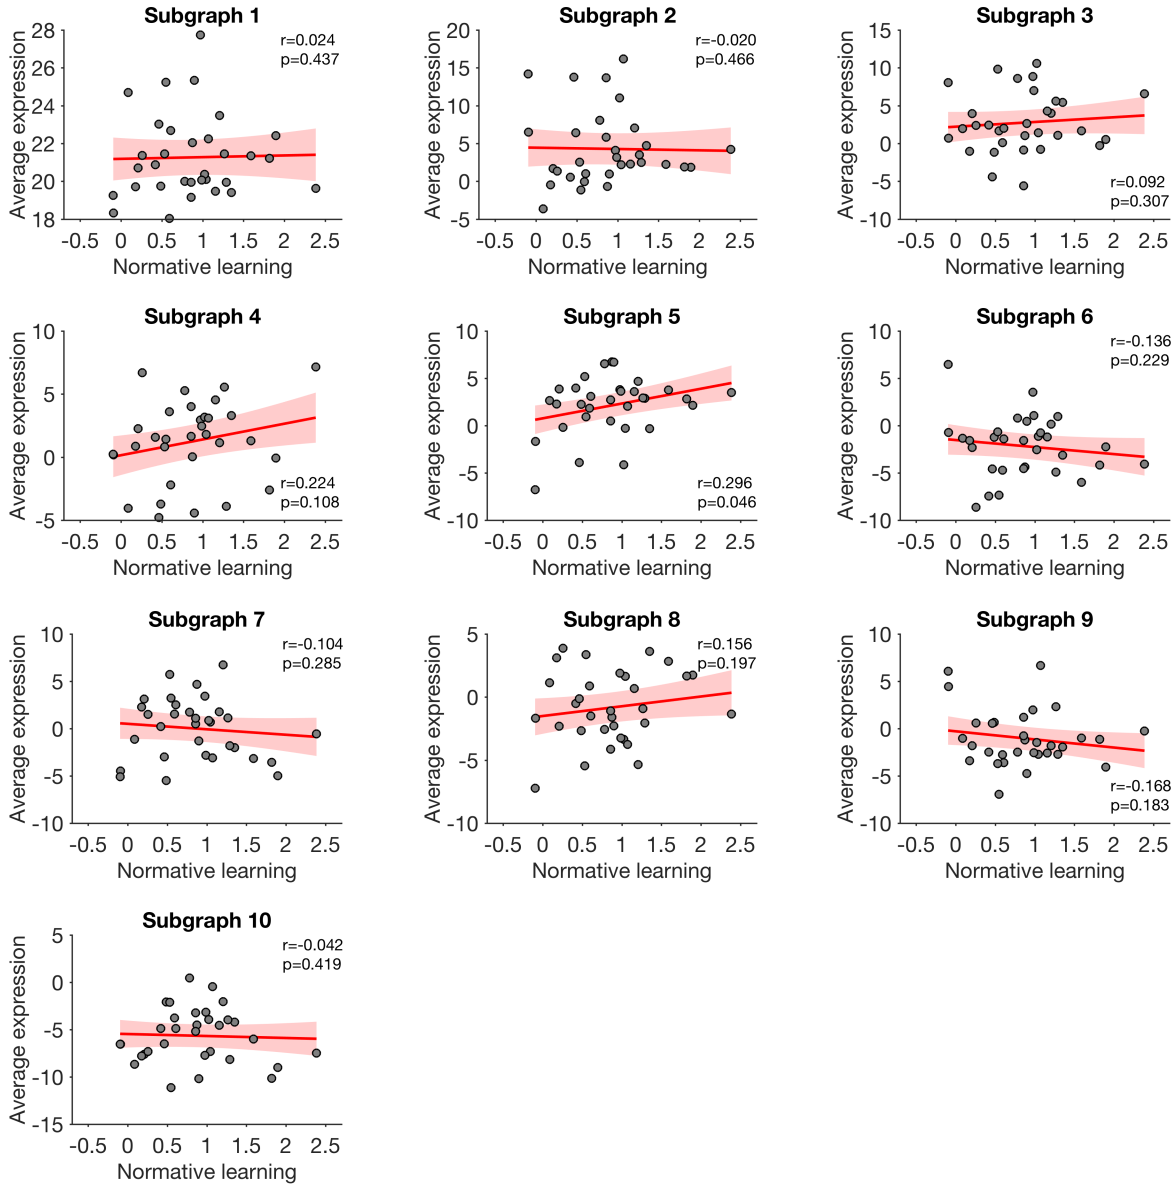 Subgraph 1
Average expression
28
26
24
22
20
18
r=0.024
p=0.437
-0.5 0 0.5 1 1.5 2 2.5
Normative learning
Subgraph 2
Average expression
20
15
10
5
0
-5
r=-0.020
p=0.466
-0.5 0 0.5 1 1.5 2 2.5
Normative learning
Subgraph 3
Average expression
15
10
5
0
-5
-10
r=0.092
p=0.307
-0.5 0 0.5 1 1.5 2 2.5
Normative learning
Subgraph 4
Average expression
10
5
0
-5
r=0.224
p=0.108
-0.5 0 0.5 1 1.5 2 2.5
Normative learning
Subgraph 5
Average expression
10
5
0
-5
-10
r=0.296
p=0.046
-0.5 0 0.5 1 1.5 2 2.5
Normative learning
Subgraph 6
Average expression
10
5
0
-5
-10
r=-0.136
p=0.229
-0.5 0 0.5 1 1.5 2 2.5
Normative learning
Subgraph 7
Average expression
10
5
0
-5
-10
r=-0.104
p=0.285
-0.5 0 0.5 1 1.5 2 2.5
Normative learning
Subgraph 8
Average expression
5
0
-5
-10
r=0.156
p=0.197
-0.5 0 0.5 1 1.5 2 2.5
Normative learning
Subgraph 9
Average expression
10
5
0
-5
-10
r=-0.168
p=0.183
-0.5 0 0.5 1 1.5 2 2.5
Normative learning
Subgraph 10
Average expression
5
0
-5
-10
-15
r=-0.042
p=0.419
-0.5 0 0.5 1 1.5 2 2.5
Normative learning